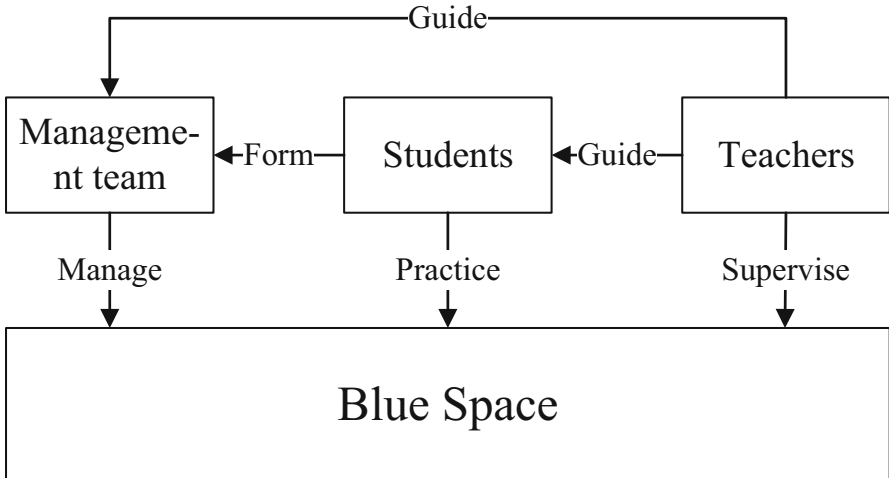 Guide
Manageme-
nt team
Form
Students
Guide
Teachers
Manage
Practice
Supervise
Blue Space